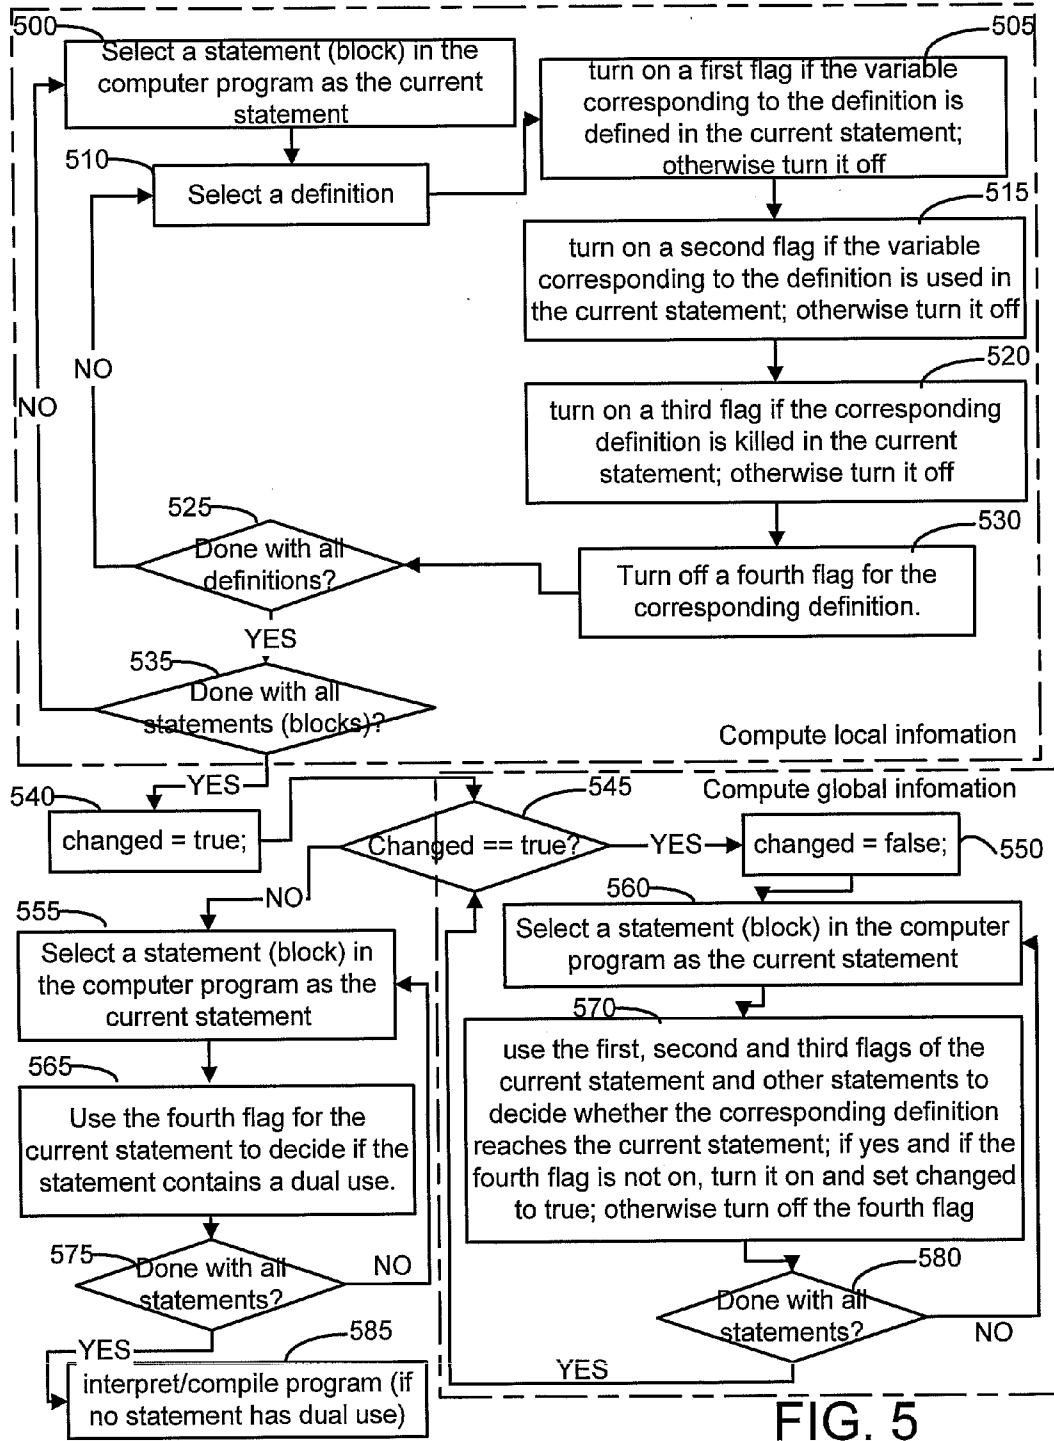 500
Select a statement (block) in the
computer program as the current
statement
505
turn on a first flag if the variable
corresponding to the definition is
defined in the current statement;
otherwise turn it off
510
Select a definition
515
turn on a second flag if the variable
corresponding to the definition is used in
the current statement; otherwise turn it off
520
turn on a third flag if the corresponding
definition is killed in the current
statement; otherwise turn it off
NO
NO
525
Done with all
definitions?
530
Turn off a fourth flag for the
corresponding definition.
YES
535
Done with all
statements (blocks)?
Compute local infomation
YES
540
changed = true;
545
Changed == true?
Compute global infomation
YES
changed = false;
550
NO
555
Select a statement (block) in
the computer program as the
current statement
560
Select a statement (block) in the computer
program as the current statement
565
Use the fourth flag for the
current statement to decide if the
statement contains a dual use.
570
use the first, second and third flags of the
current statement and other statements to
decide whether the corresponding definition
reaches the current statement; if yes and if the
fourth flag is not on, turn it on and set changed
to true; otherwise turn off the fourth flag
575
Done with all
statements?
NO
580
Done with all
statements?
NO
YES
YES
585
interpret/compile program (if
no statement has dual use)
FIG. 5